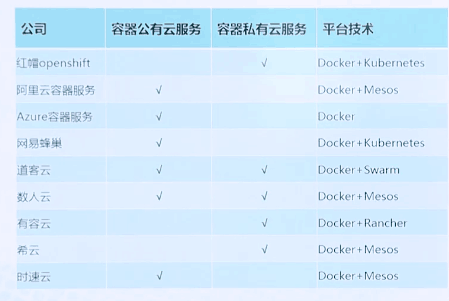 公司 容器公有云服务 容器私有云服务 平台技术
红帽openshift √ Docker+Kubernetes
阿里云容器服务 √ Docker+Mesos
Azure容器服务 √ Docker
网易蜂巢 √ Docker+Kubernetes
道客云 √ √ Docker+Swarm
数人云 √ √ Docker+Mesos
有容云 √ Docker+Rancher
希云 √ Docker+Mesos
时速云 √ Docker+Mesos